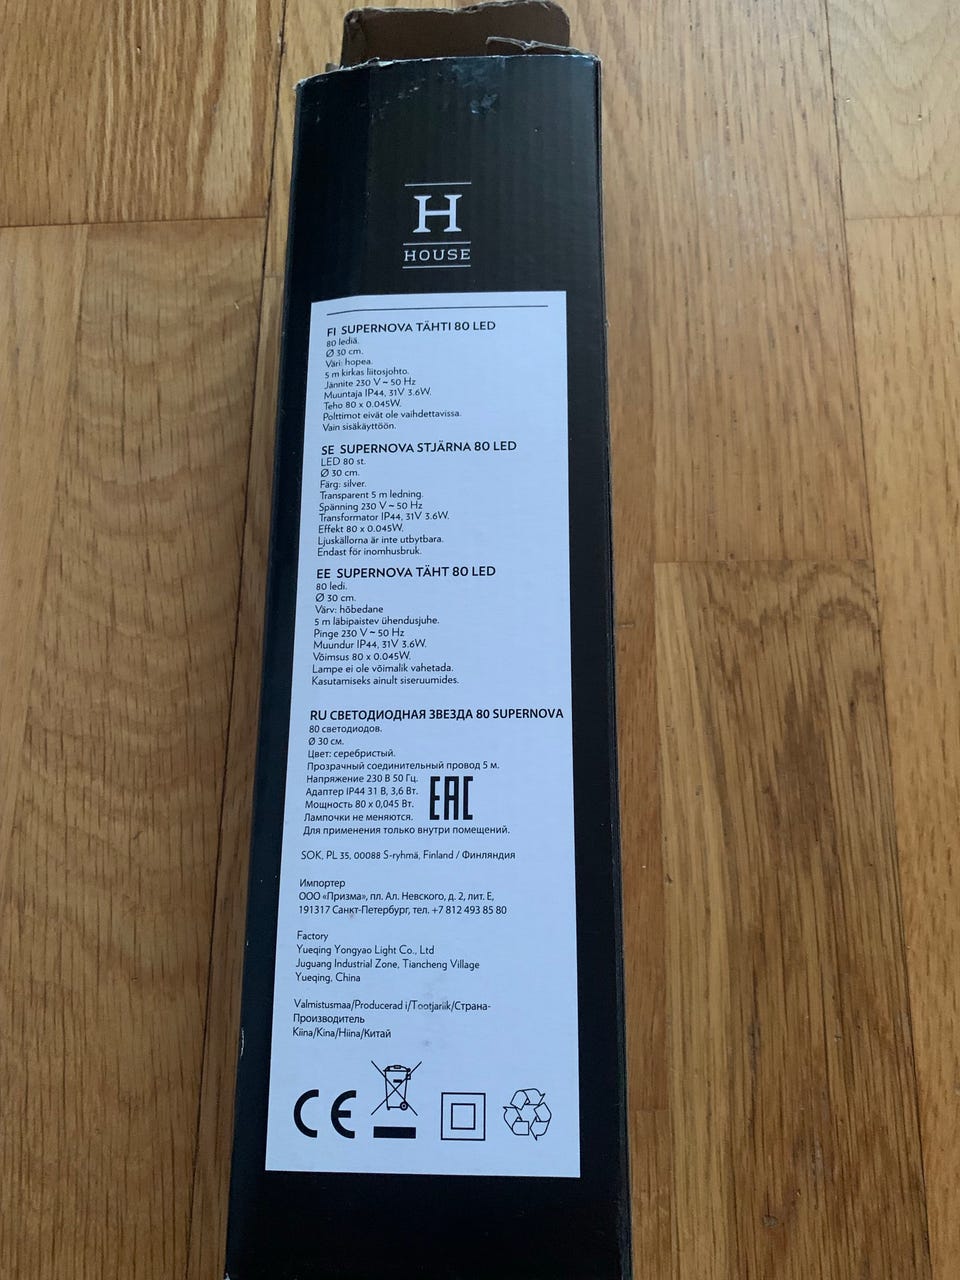 H
HOUSE
FI SUPERNOVA TÄHTI 80 LED
80 lediä.
Ø 30 cm.
Väri: hopea.
5 m kirkas liitosjohto.
Jännite 230 V ~ 50 Hz
Muuntaja IP44, 31V 3.6W.
Teho 80 x 0.045W.
Polttimot eivät ole vaihdettavissa.
Vain sisäkäyttöön.
SE SUPERNOVA STJÄRNA 80 LED
LED 80 st.
Ø 30 cm.
Färg: silver.
Transparent 5 m ledning.
Spänning 230 V ~ 50 Hz
Transformator IP44, 31V 3.6W.
Effekt 80 x 0.045W.
Ljuskällorna är inte utbytbara.
Endast för inomhusbruk.
EE SUPERNOVA TÄHT 80 LED
80 ledi.
Ø 30 cm.
Värv: hõbedane
5 m läbipaistev ühendusjuhe.
Pinge 230 V ~ 50 Hz
Muundur IP44, 31V 3.6W.
Võimsus 80 x 0.045W.
Lampe ei ole võimalik vahetada.
Kasutamiseks ainult siseruumides.
RU СВЕТОДИОДНАЯ ЗВЕЗДА 80 SUPERNOVA
80 светодиодов.
Ø 30 см.
Цвет: серебристый.
Прозрачный соединительный провод 5 м.
Напряжение 230 В 50 Гц.
Адаптер IP44 31 В, 3,6 Вт.
Мощность 80 x 0,045 Вт.
Лампочки не меняются.
EAC
Для применения только внутри помещений.
SOK, PL 35, 00088 S-ryhmä, Finland / Финляндия
Импортер
ООО «Призма», пл. Ал. Невского, д. 2, лит. Е,
191317 Санкт-Петербург, тел. +7 812 493 85 80
Factory
Yueqing Yongyao Light Co., Ltd
Juguang Industrial Zone, Tiancheng Village
Yueqing, China
Valmistusmaa/Producerad i/Tootjariik/Страна-
Производитель
Kiina/Kina/Hiina/Китай
CE